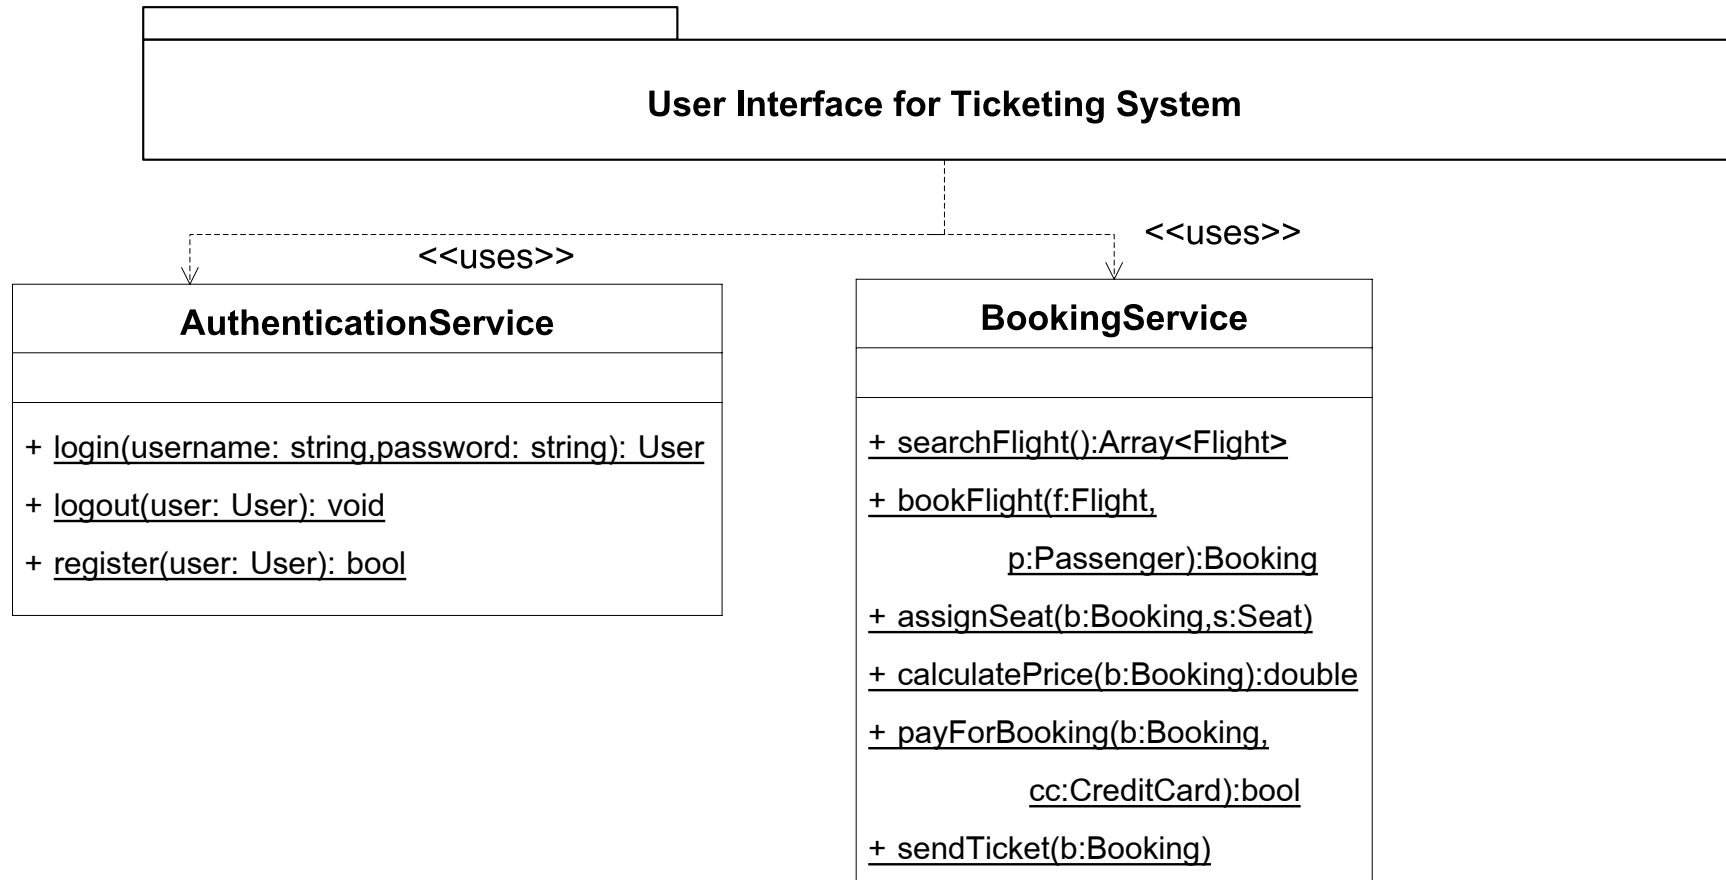 User Interface for Ticketing System
<<uses>>
<<uses>>
AuthenticationService
+ login(username: string,password: string): User
+ logout(user: User): void
+ register(user: User): bool
BookingService
+ searchFlight():Array<Flight>
+ bookFlight(f:Flight,
p:Passenger):Booking
+ assignSeat(b:Booking,s:Seat)
+ calculatePrice(b:Booking):double
+ payForBooking(b:Booking,
cc:CreditCard):bool
+ sendTicket(b:Booking)